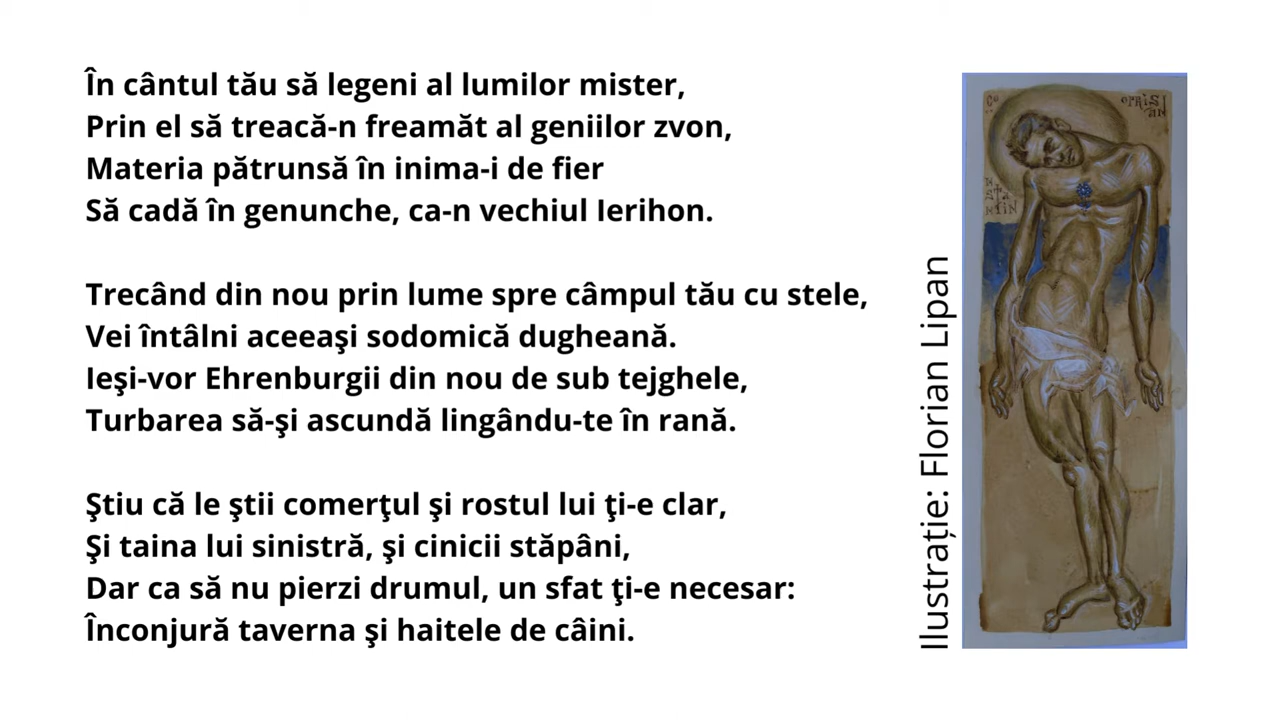 În cântul tău să legeni al lumilor mister,
Prin el să treacă-n freamăt al geniilor zvon,
Materia pătrunsă în inima-i de fier
Să cadă în genunche, ca-n vechiul Ierihon.
Trecând din nou prin lume spre câmpul tău cu stele,
Vei întâlni aceeaşi sodomică dugheană.
Ieşi-vor Ehrenburgii din nou de sub tejghele,
Turbarea să-şi ascundă lingându-te în rană.
Ştiu că le ştii comerţul şi rostul lui ţi-e clar,
Şi taina lui sinistră, şi cinicii stăpâni,
Dar ca să nu pierzi drumul, un sfat ţi-e necesar:
Înconjură taverna şi haitele de câini.
Ilustrație: Florian Lipan
CO
OPRIS
AN
N
STA
NTIN